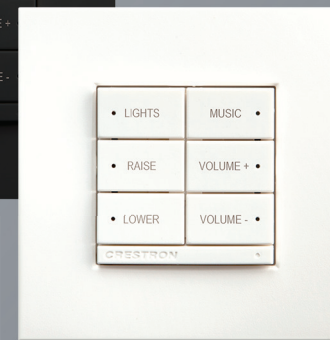 E +
E -
LIGHTS
MUSIC
RAISE
VOLUME +
LOWER
VOLUME -
CRESTRON